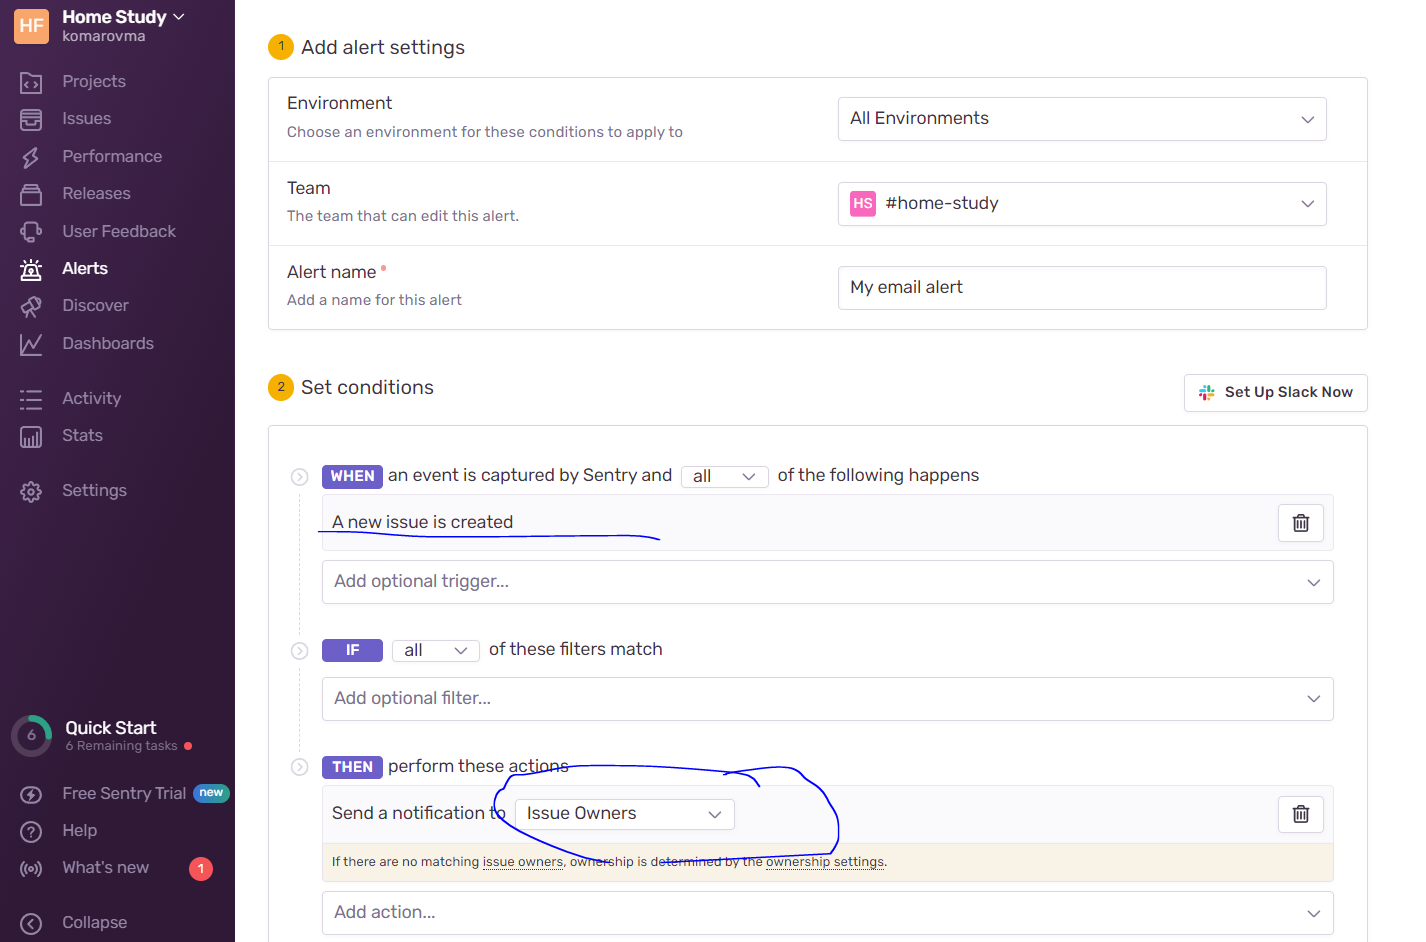 HF
Home Study
komarovma
Projects
Issues
Performance
Releases
User Feedback
Alerts
Discover
Dashboards
Activity
Stats
Settings
6
Quick Start
6 Remaining tasks
Free Sentry Trial new
Help
What's new 1
Collapse
1 Add alert settings
Environment
Choose an environment for these conditions to apply to
All Environments
Team
The team that can edit this alert.
HS #home-study
Alert name
Add a name for this alert
My email alert
2 Set conditions
Set Up Slack Now
WHEN an event is captured by Sentry and all of the following happens
A new issue is created
Add optional trigger...
IF all of these filters match
Add optional filter...
THEN perform these actions
Send a notification to Issue Owners
If there are no matching issue owners, ownership is determined by the ownership settings.
Add action...